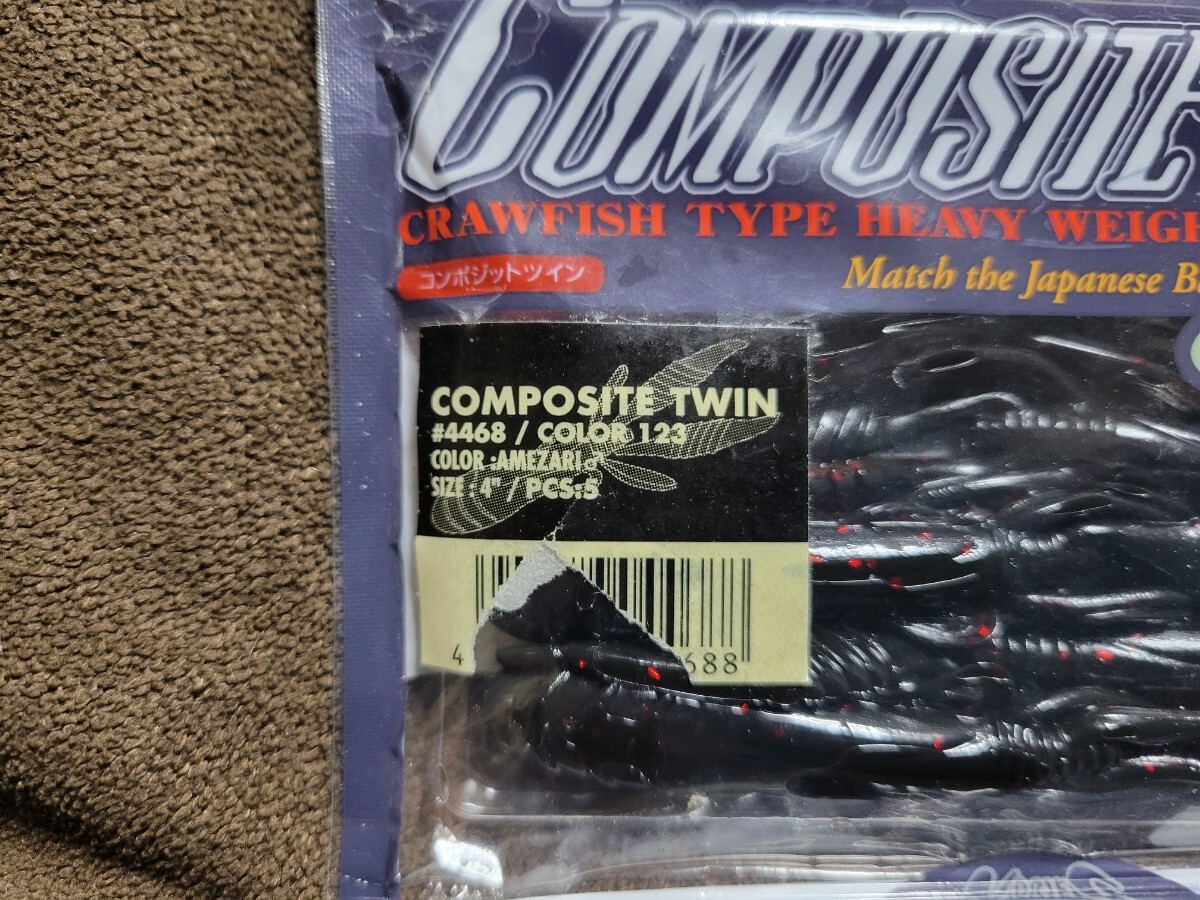 COMPOSITE
CRAWFISH TYPE HEAVY WEIGH
コンポジットツイン
Match the Japanese B
COMPOSITE TWIN
#4468 / COLOR 123
COLOR :AMEZARI♂
SIZE : 4" / PCS:5
4 688